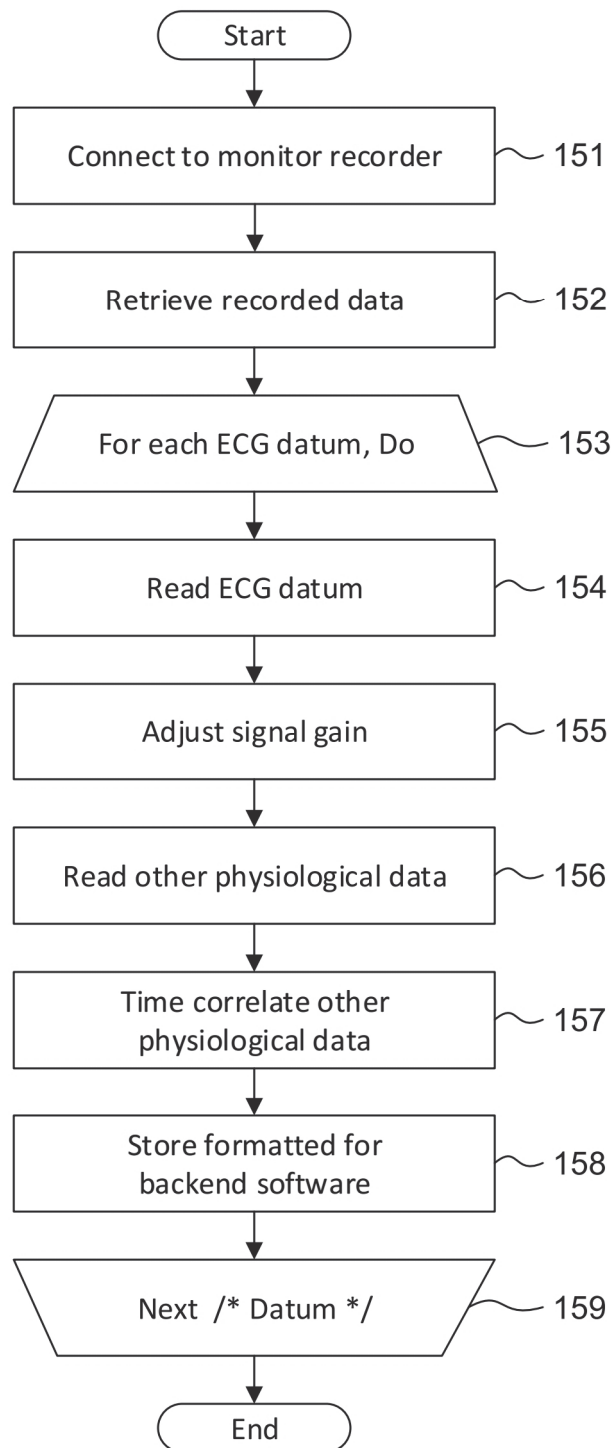 Start
Connect to monitor recorder
151
Retrieve recorded data
152
For each ECG datum, Do
153
Read ECG datum
154
Adjust signal gain
155
Read other physiological data
156
Time correlate other
physiological data
157
Store formatted for
backend software
158
Next /* Datum */
159
End